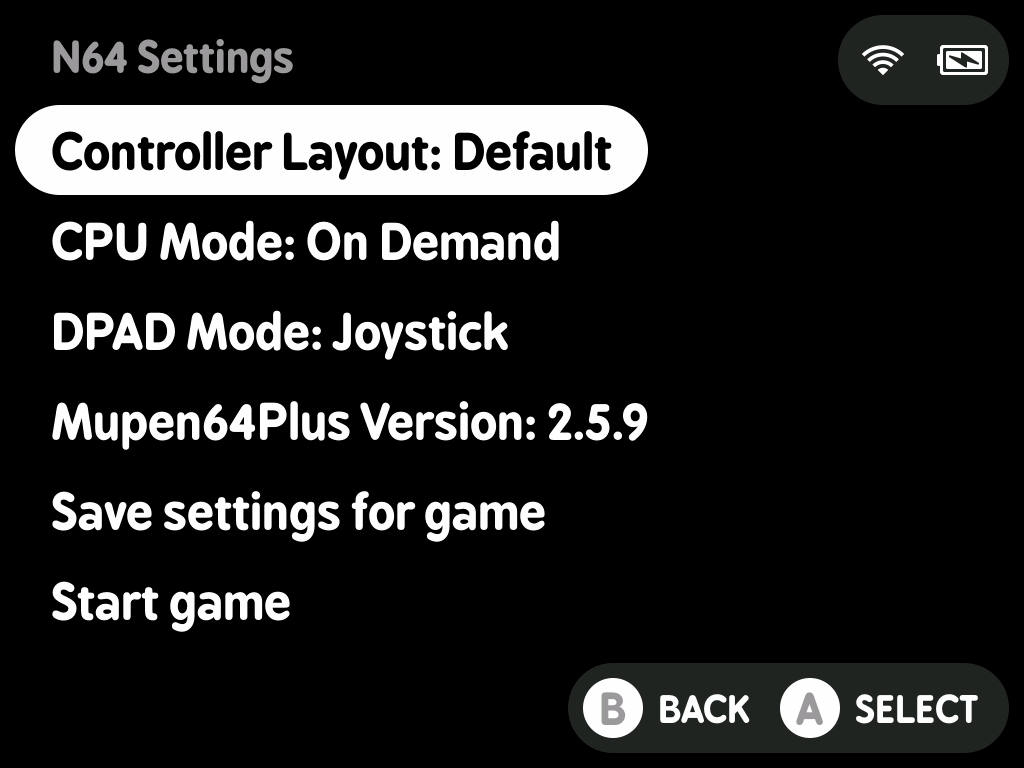 N64 Settings
Controller Layout: Default
CPU Mode: On Demand
DPAD Mode: Joystick
Mupen64Plus Version: 2.5.9
Save settings for game
Start game
B BACK A SELECT